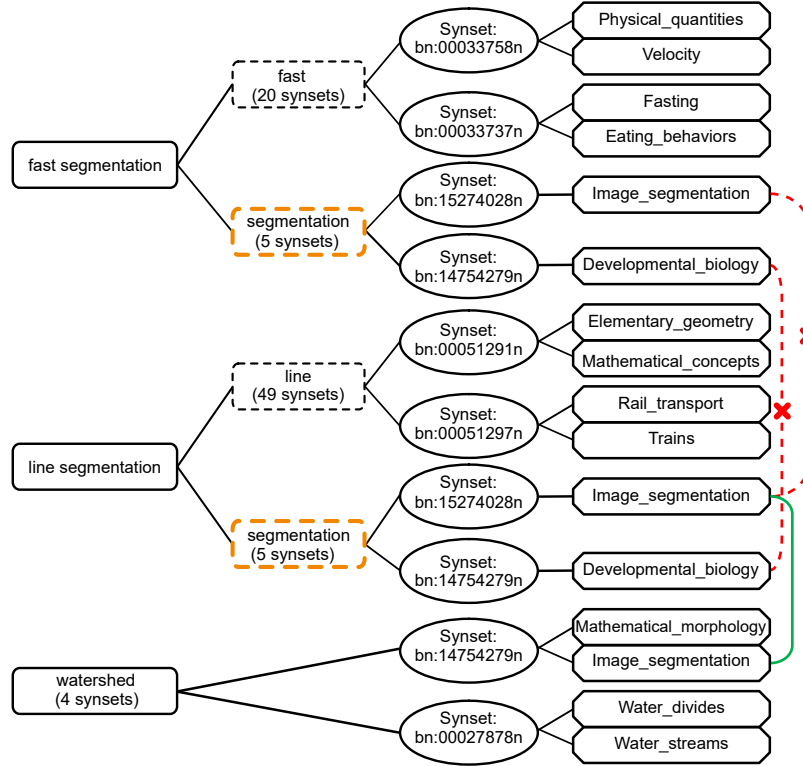 fast segmentation
fast
(20 synsets)
Synset:
bn:00033758n
Physical_quantities
Velocity
Synset:
bn:00033737n
Fasting
Eating_behaviors
segmentation
(5 synsets)
Synset:
bn:15274028n
Image_segmentation
Synset:
bn:14754279n
Developmental_biology
line segmentation
line
(49 synsets)
Synset:
bn:00051291n
Elementary_geometry
Mathematical_concepts
Synset:
bn:00051297n
Rail_transport
Trains
segmentation
(5 synsets)
Synset:
bn:15274028n
Image_segmentation
Synset:
bn:14754279n
Developmental_biology
watershed
(4 synsets)
Synset:
bn:14754279n
Mathematical_morphology
Image_segmentation
Synset:
bn:00027878n
Water_divides
Water_streams